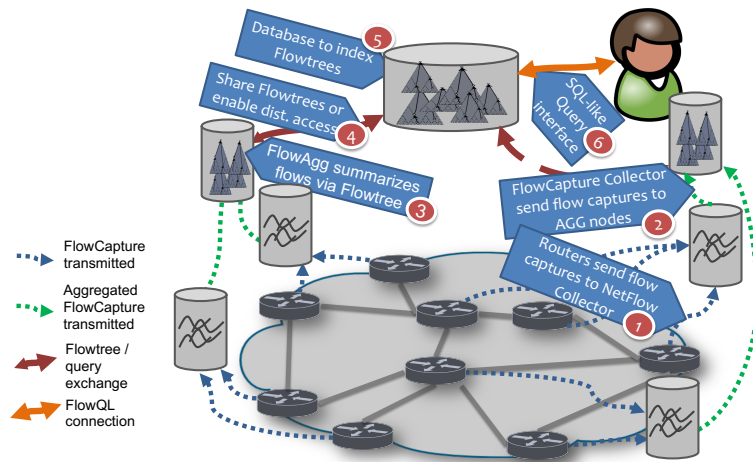 Database to index
Flowtrees
5
Share Flowtrees or
enable dist. access
4
FlowAgg summarizes
flows via Flowtree
3
SQL-like
Query
interface
6
FlowCapture Collector
send flow captures to
AGG nodes
2
Routers send flow
captures to NetFlow
Collector
1
FlowCapture
transmitted
Aggregated
FlowCapture
transmitted
Flowtree /
query
exchange
FlowQL
connection